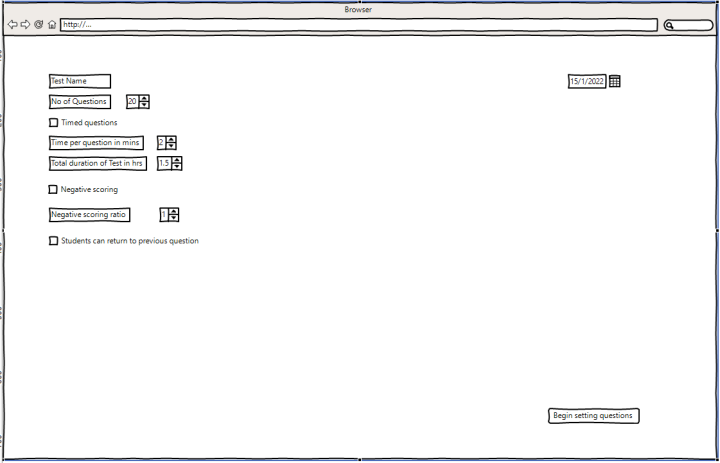 Browser
http://...
Test Name
15/1/2022
No of Questions
20
Timed questions
Time per question in mins
2
Total duration of Test in hrs
1.5
Negative scoring
Negative scoring ratio
1
Students can return to previous question
Begin setting questions